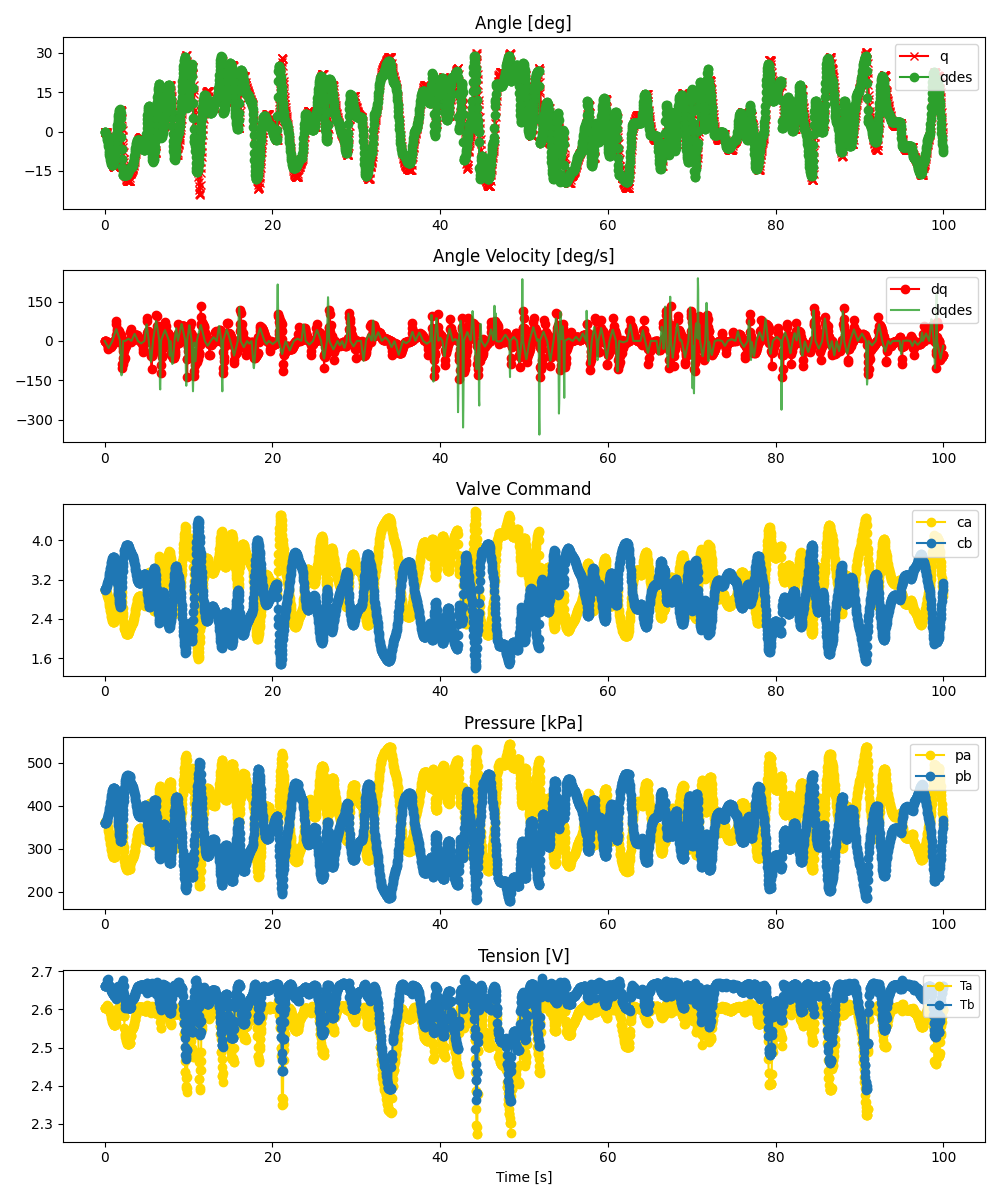 Angle [deg]
30
15
0
−15
q
qdes
0 20 40 60 80 100
Angle Velocity [deg/s]
150
0
−150
−300
dq
dqdes
0 20 40 60 80 100
Valve Command
4.0
3.2
2.4
1.6
ca
cb
0 20 40 60 80 100
Pressure [kPa]
500
400
300
200
pa
pb
0 20 40 60 80 100
Tension [V]
2.7
2.6
2.5
2.4
2.3
Ta
Tb
0 20 40 60 80 100
Time [s]